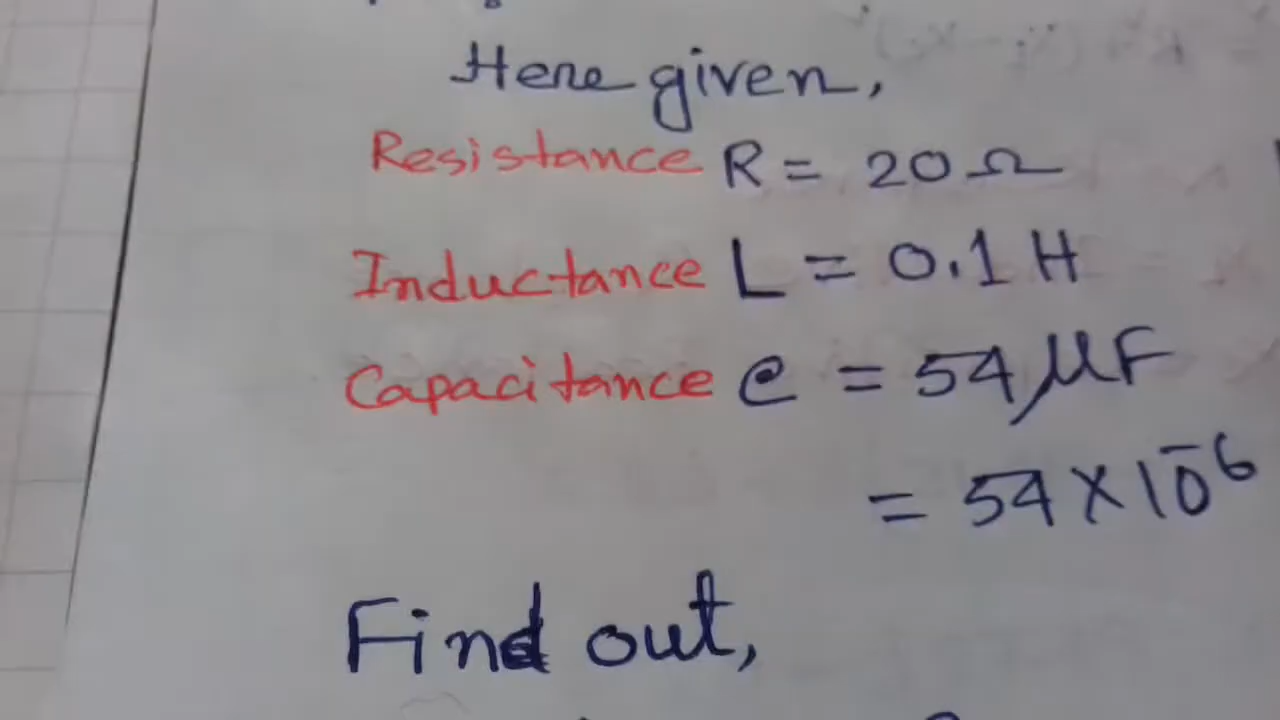 Here given,
Resistance R = 20 Ω
Inductance L = 0.1 H
Capacitance C = 54 μF
= 54 × 10⁻⁶
Find out,